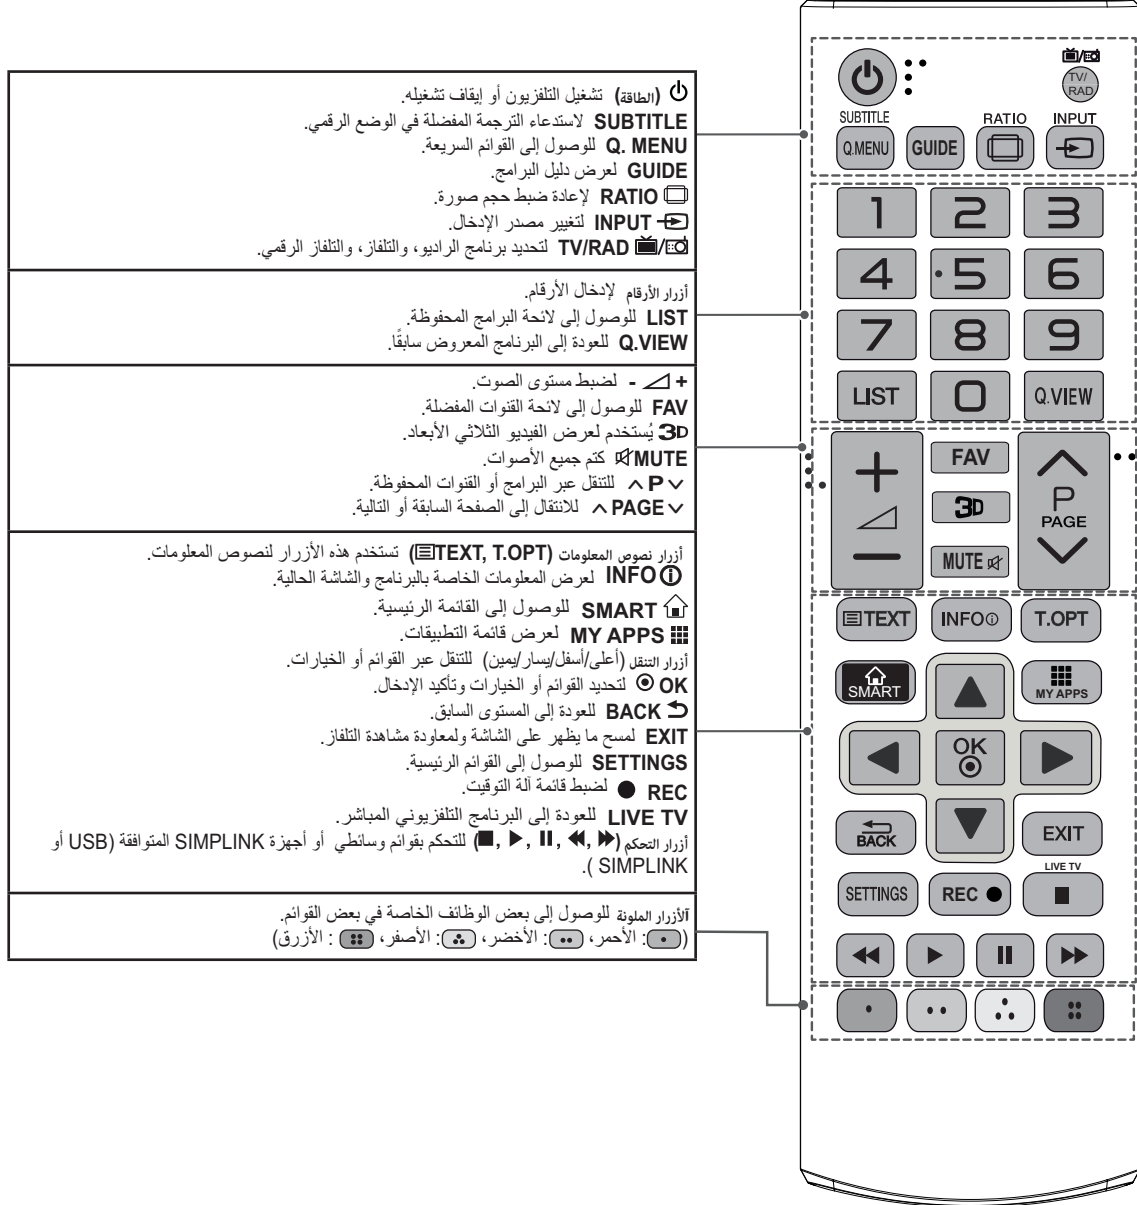 (الطاقة) تشغيل التلفزيون أو إيقاف تشغيله.
SUBTITLE لاستدعاء الترجمة المفضلة في الوضع الرقمي.
Q. MENU للوصول إلى القوائم السريعة.
GUIDE لعرض دليل البرامج.
RATIO لإعادة ضبط حجم صورة.
INPUT لتغيير مصدر الإدخال.
TV/RAD لتحديد برنامج الراديو، والتلفاز، والتلفاز الرقمي.
أزرار الأرقام لإدخال الأرقام.
LIST للوصول إلى لائحة البرامج المحفوظة.
Q.VIEW للعودة إلى البرنامج المعروض سابقًا.
+ - لضبط مستوى الصوت.
FAV للوصول إلى لائحة القنوات المفضلة.
3D يُستخدم لعرض الفيديو الثلاثي الأبعاد.
MUTE كتم جميع الأصوات.
P للتنقل عبر البرامج أو القنوات المحفوظة.
PAGE للانتقال إلى الصفحة السابقة أو التالية.
أزرار نصوص المعلومات (TEXT, T.OPT) تستخدم هذه الأزرار لنصوص المعلومات.
INFO لعرض المعلومات الخاصة بالبرنامج والشاشة الحالية.
SMART للوصول إلى القائمة الرئيسية.
MY APPS لعرض قائمة التطبيقات.
أزرار التنقل (أعلى/أسفل/يسار/يمين) للتنقل عبر القوائم أو الخيارات.
OK لتحديد القوائم أو الخيارات وتأكيد الإدخال.
BACK للعودة إلى المستوى السابق.
EXIT لمسح ما يظهر على الشاشة ولمعاودة مشاهدة التلفاز.
SETTINGS للوصول إلى القوائم الرئيسية.
REC ● لضبط قائمة آلة التوقيت.
LIVE TV للعودة إلى البرنامج التلفزيوني المباشر.
أزرار التحكم (■, ▶, II, ◀◀, ▶▶) للتحكم بقوائم وسائطي أو أجهزة SIMPLINK المتوافقة (USB أو
SIMPLINK ).
آلأزرار الملونة للوصول إلى بعض الوظائف الخاصة في بعض القوائم.
(: الأحمر، : الأخضر، : الأصفر، : الأزرق)
TV/
RAD
SUBTITLE RATIO INPUT
Q.MENU GUIDE
1 2 3
4 5 6
7 8 9
LIST 0 Q.VIEW
+ FAV
3D P
PAGE
MUTE
TEXT INFO T.OPT
SMART MY APPS
OK
BACK EXIT
LIVE TV
SETTINGS REC ●